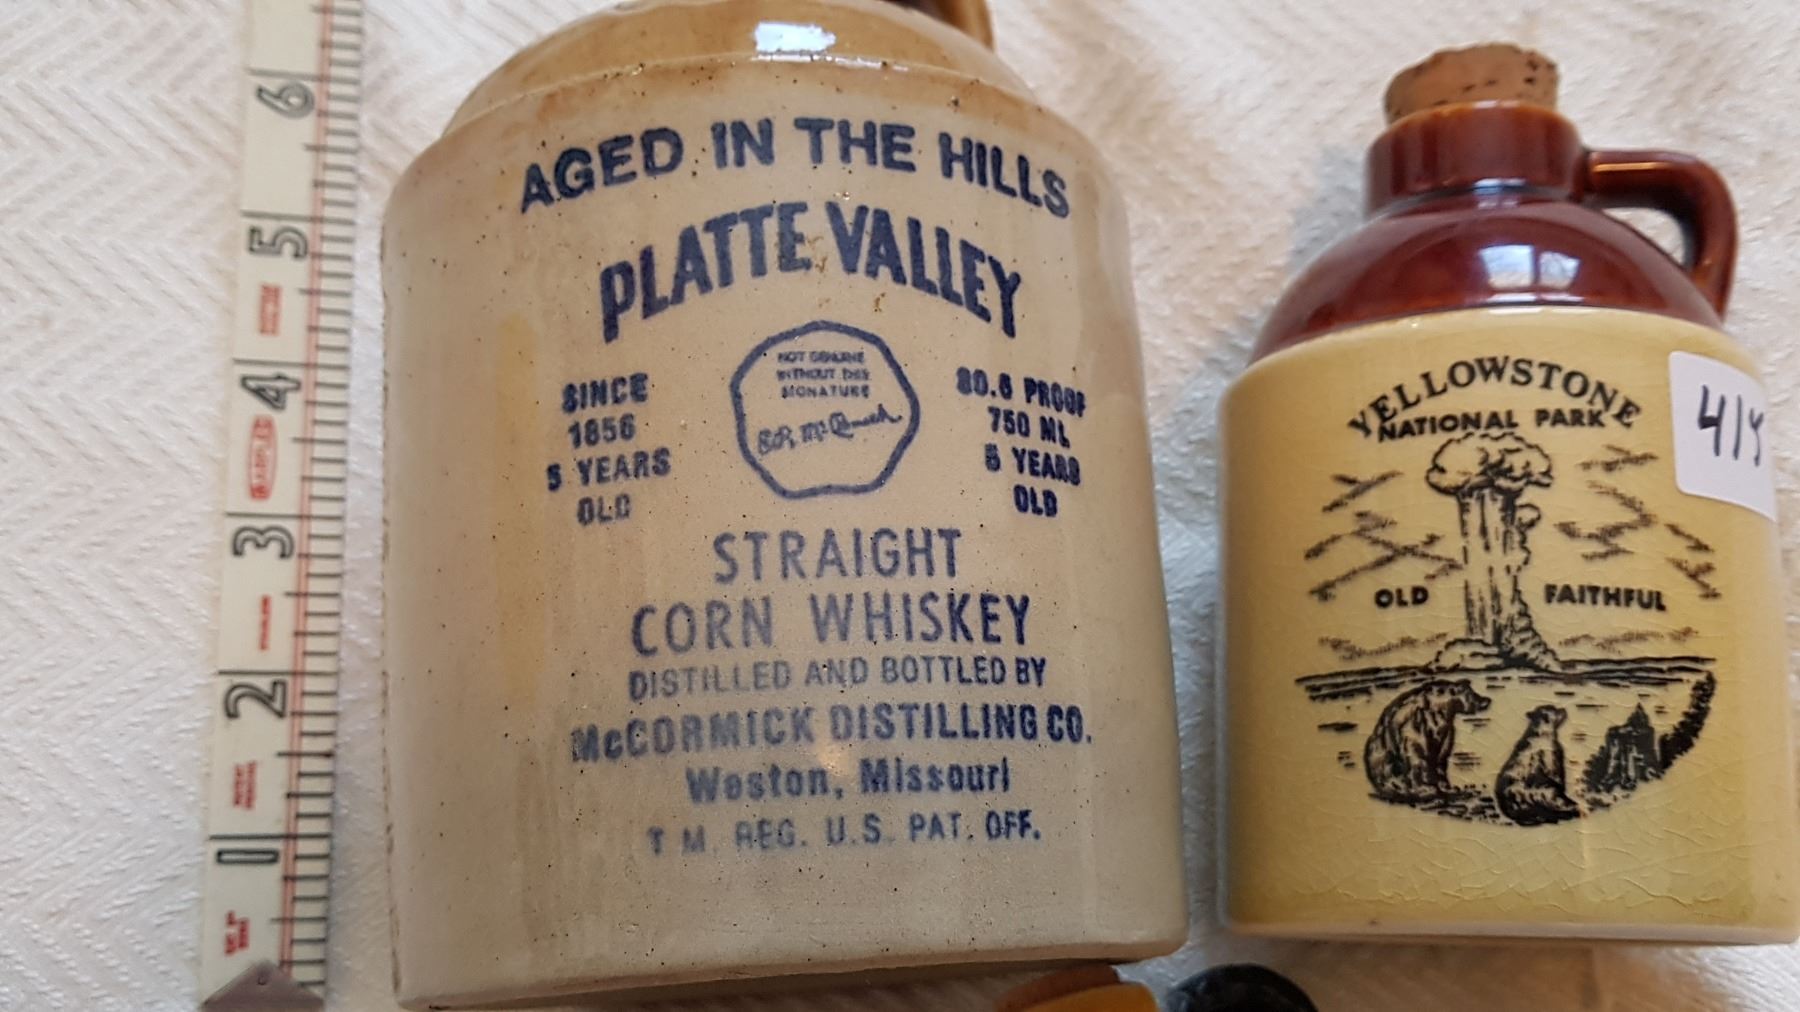 6
5
4
3
2
1
AGED IN THE HILLS
PLATTE VALLEY
SINCE
1856
5 YEARS
OLD
NOT GENUINE
WITHOUT THIS
SIGNATURE
80.6 PROOF
750 ML
5 YEARS
OLD
STRAIGHT
CORN WHISKEY
DISTILLED AND BOTTLED BY
McCORMICK DISTILLING CO.
Weston, Missouri
T M. REG. U.S. PAT. OFF.
YELLOWSTONE
NATIONAL PARK
OLD FAITHFUL